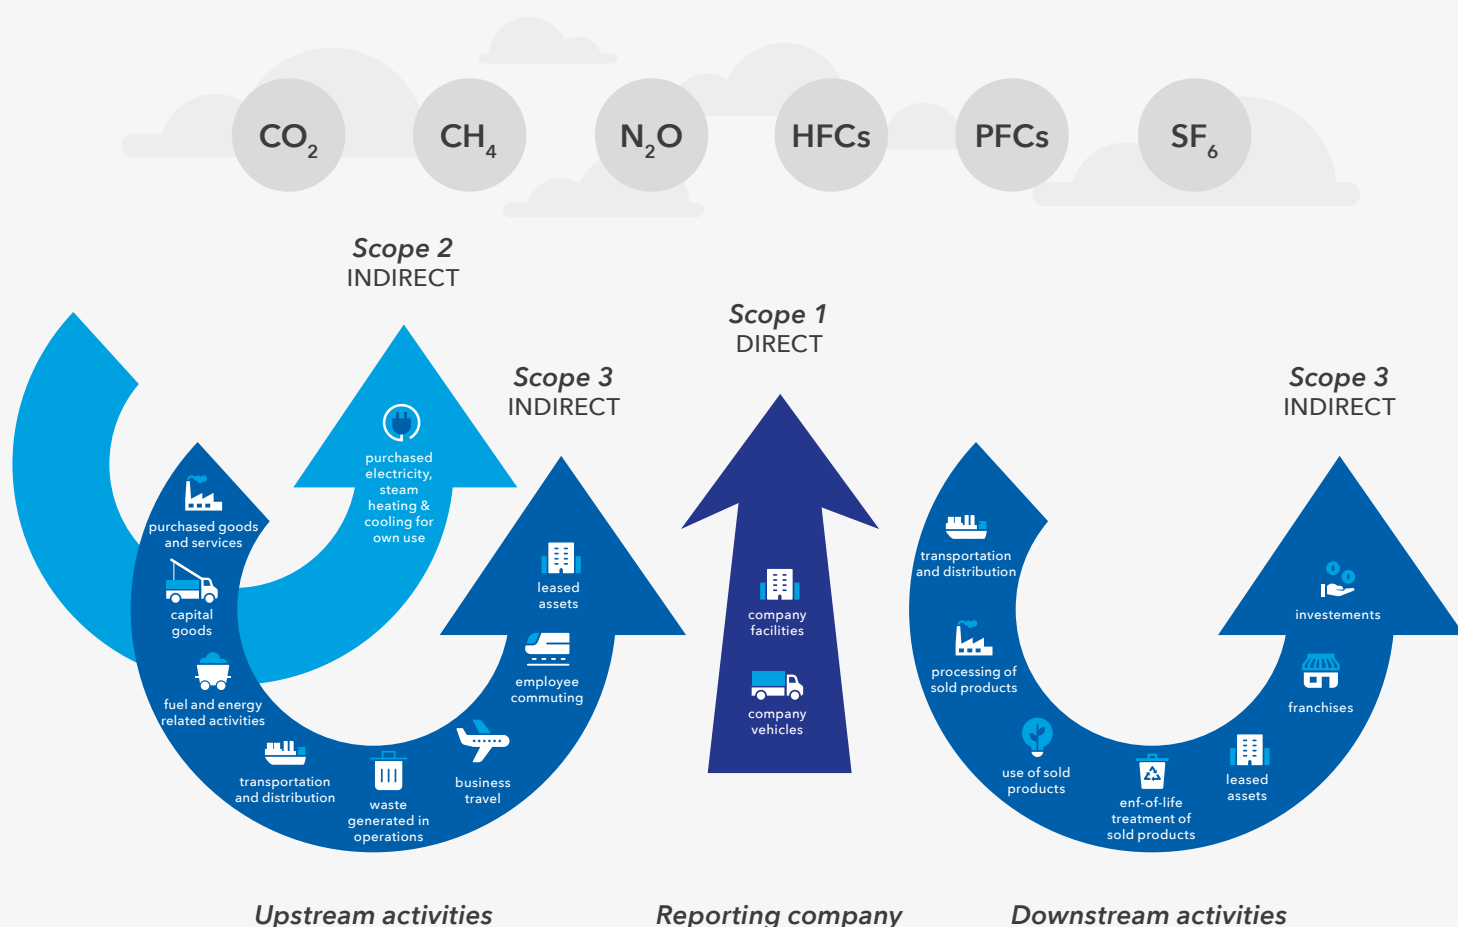 CO2
CH4
N2O
HFCs
PFCs
SF6
Scope 2
INDIRECT
purchased
electricity,
steam
heating &
cooling for
own use
Scope 3
INDIRECT
purchased goods
and services
capital
goods
fuel and energy
related activities
transportation
and distribution
waste
generated in
operations
business
travel
employee
commuting
leased
assets
Scope 1
DIRECT
company
facilities
company
vehicles
Scope 3
INDIRECT
transportation
and distribution
processing of
sold products
use of sold
products
enf-of-life
treatment of
sold products
leased
assets
franchises
investements
Upstream activities
Reporting company
Downstream activities